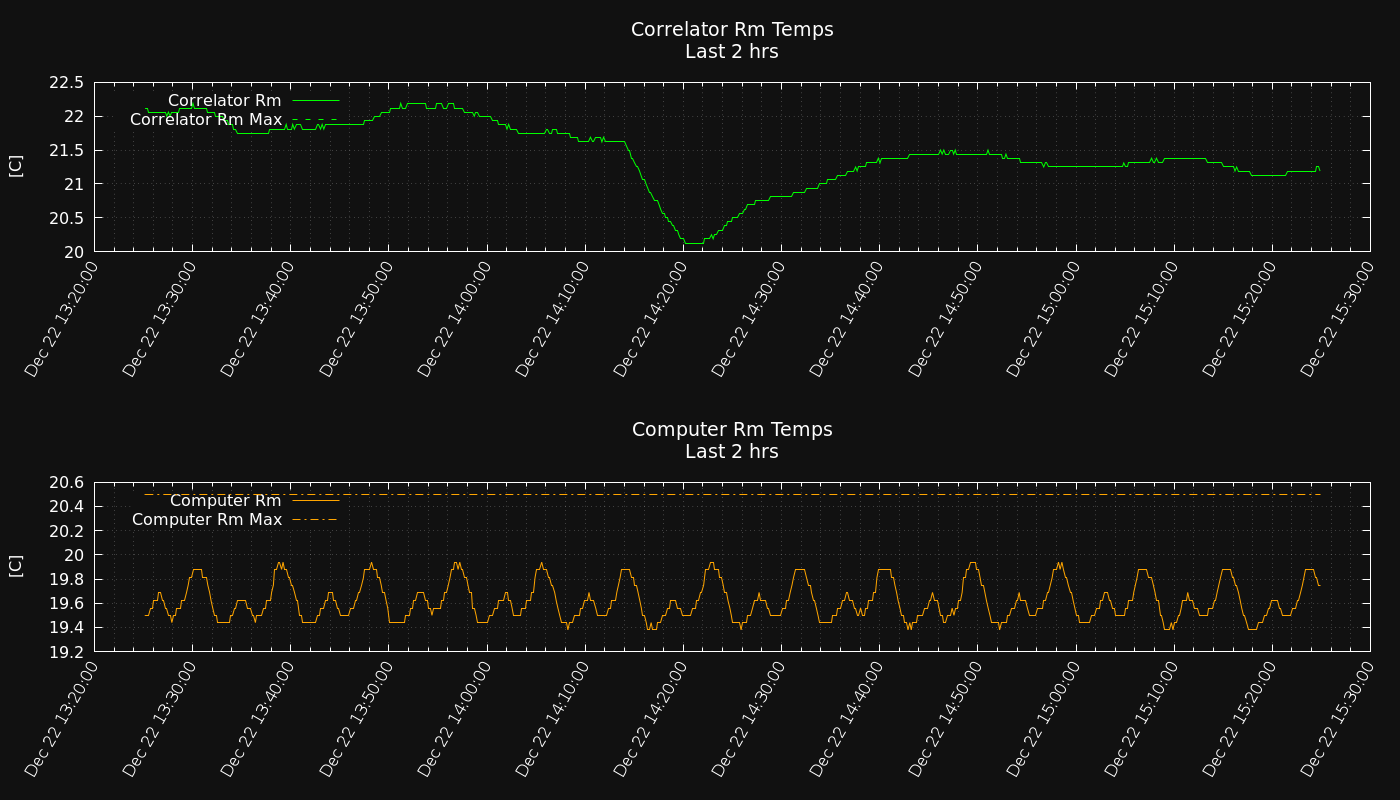 Correlator Rm Temps
Last 2 hrs
22.5
22
21.5
21
20.5
20
[C]
Correlator Rm
Correlator Rm Max
Dec 22 13:20:00
Dec 22 13:30:00
Dec 22 13:40:00
Dec 22 13:50:00
Dec 22 14:00:00
Dec 22 14:10:00
Dec 22 14:20:00
Dec 22 14:30:00
Dec 22 14:40:00
Dec 22 14:50:00
Dec 22 15:00:00
Dec 22 15:10:00
Dec 22 15:20:00
Dec 22 15:30:00
Computer Rm Temps
Last 2 hrs
20.6
20.4
20.2
20
19.8
19.6
19.4
19.2
[C]
Computer Rm
Computer Rm Max
Dec 22 13:20:00
Dec 22 13:30:00
Dec 22 13:40:00
Dec 22 13:50:00
Dec 22 14:00:00
Dec 22 14:10:00
Dec 22 14:20:00
Dec 22 14:30:00
Dec 22 14:40:00
Dec 22 14:50:00
Dec 22 15:00:00
Dec 22 15:10:00
Dec 22 15:20:00
Dec 22 15:30:00